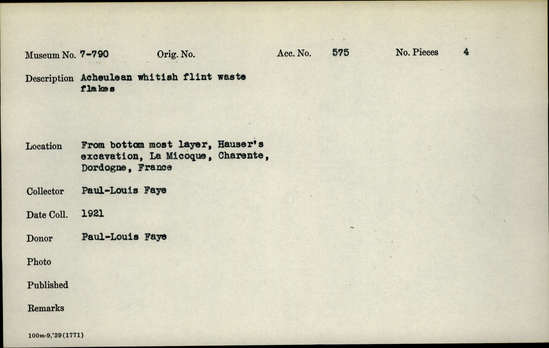 Museum No. 7-790 Orig. No. Acc. No. 575 No. Pieces 4
Description Acheulean whitish flint waste
flakes
Location From bottom most layer, Hauser's
excavation, La Micoque, Charente,
Dordogne, France
Collector Paul-Louis Faye
Date Coll. 1921
Donor Paul-Louis Faye
Photo
Published
Remarks
100m-9,'39(1771)